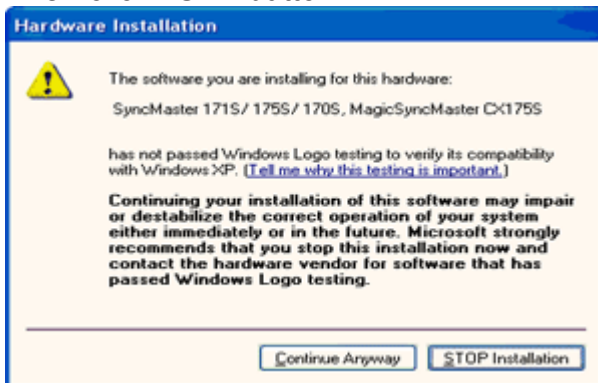 Hardware Installation
The software you are installing for this hardware:
SyncMaster 171S/ 175S/ 170S, MagicSyncMaster CX175S
has not passed Windows Logo testing to verify its compatibility
with Windows XP. (Tell me why this testing is important.)
Continuing your installation of this software may impair
or destabilize the correct operation of your system
either immediately or in the future. Microsoft strongly
recommends that you stop this installation now and
contact the hardware vendor for software that has
passed Windows Logo testing.
Continue Anyway
STOP Installation